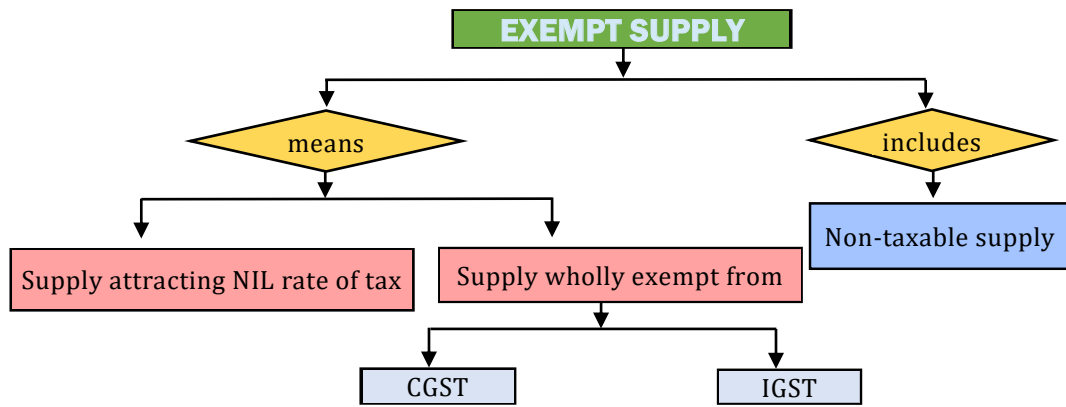 EXEMPT SUPPLY
means
includes
Supply attracting NIL rate of tax
Supply wholly exempt from
Non-taxable supply
CGST
IGST